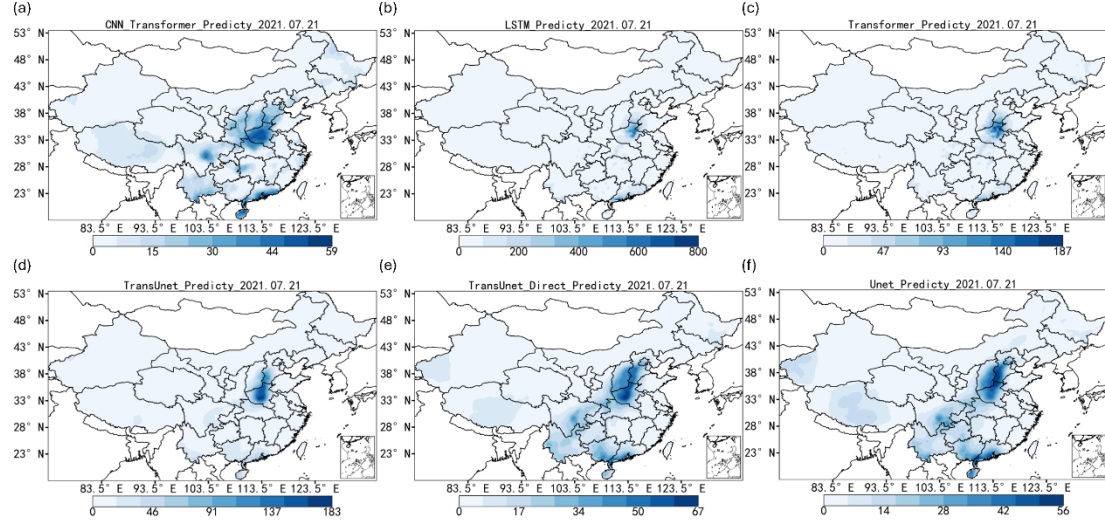 (a) (b) (c)
CNN_Transformer_Predicty_2021.07.21 LSTM_Predicty_2021.07.21 Transformer_Predicty_2021.07.21
53° N 53° N 53° N
48° N 48° N 48° N
43° N 43° N 43° N
38° N 38° N 38° N
33° N 33° N 33° N
28° N 28° N 28° N
23° N 23° N 23° N
83.5° E 93.5° E 103.5° E 113.5° E 123.5° E 83.5° E 93.5° E 103.5° E 113.5° E 123.5° E 83.5° E 93.5° E 103.5° E 113.5° E 123.5° E
0 15 30 44 59 0 200 400 600 800 0 47 93 140 187
(d) (e) (f)
TransUnet_Predicty_2021.07.21 TransUnet_Direct_Predicty_2021.07.21 Unet_Predicty_2021.07.21
53° N 53° N 53° N
48° N 48° N 48° N
43° N 43° N 43° N
38° N 38° N 38° N
33° N 33° N 33° N
28° N 28° N 28° N
23° N 23° N 23° N
83.5° E 93.5° E 103.5° E 113.5° E 123.5° E 83.5° E 93.5° E 103.5° E 113.5° E 123.5° E 83.5° E 93.5° E 103.5° E 113.5° E 123.5° E
0 46 91 137 183 0 17 34 50 67 0 14 28 42 56